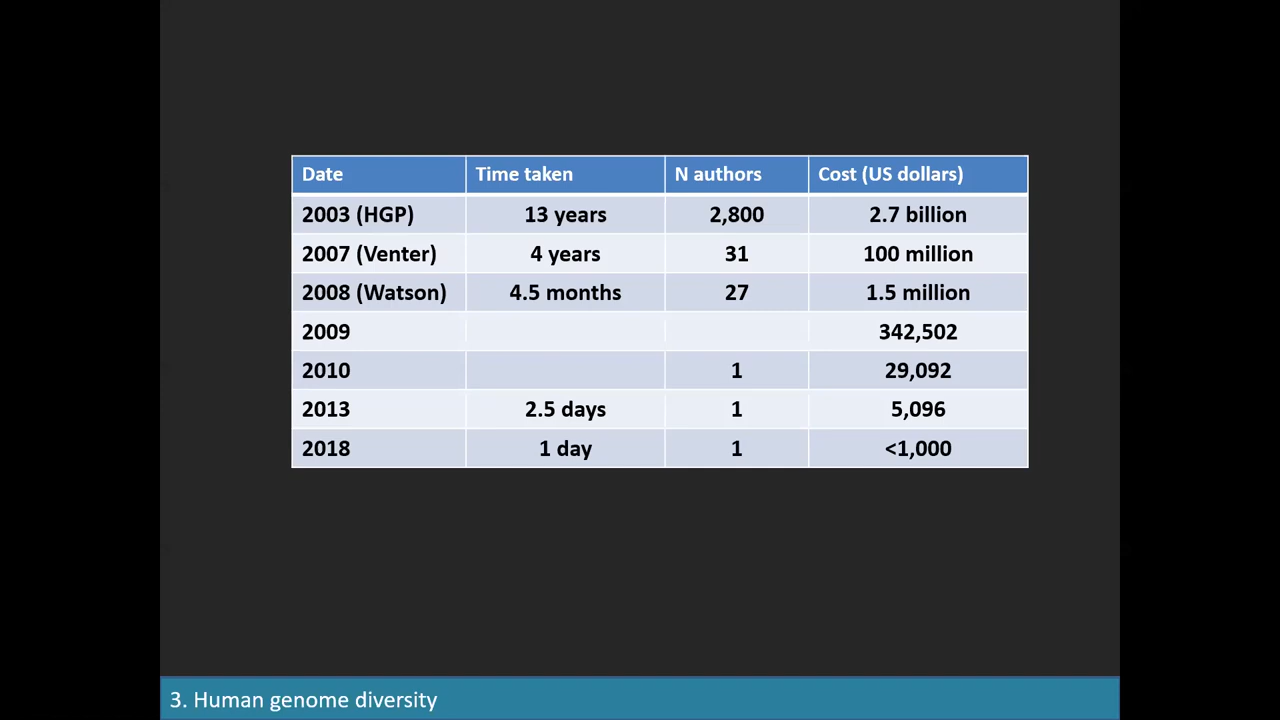 Date Time taken N authors Cost (US dollars)
2003 (HGP) 13 years 2,800 2.7 billion
2007 (Venter) 4 years 31 100 million
2008 (Watson) 4.5 months 27 1.5 million
2009 342,502
2010 1 29,092
2013 2.5 days 1 5,096
2018 1 day 1 <1,000
3. Human genome diversity